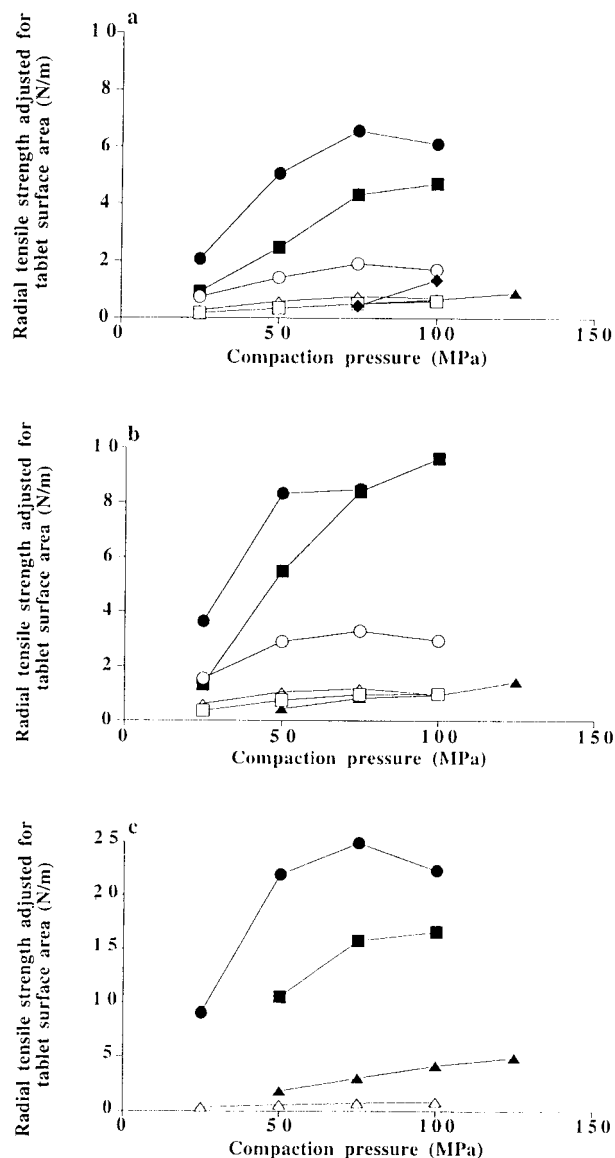 a
Radial tensile strength adjusted for
tablet surface area (N/m)
10
8
6
4
2
0
0
50
100
150
Compaction pressure (MPa)
b
Radial tensile strength adjusted for
tablet surface area (N/m)
10
8
6
4
2
0
0
50
100
150
Compaction pressure (MPa)
c
Radial tensile strength adjusted for
tablet surface area (N/m)
25
20
15
10
5
0
0
50
100
150
Compaction pressure (MPa)